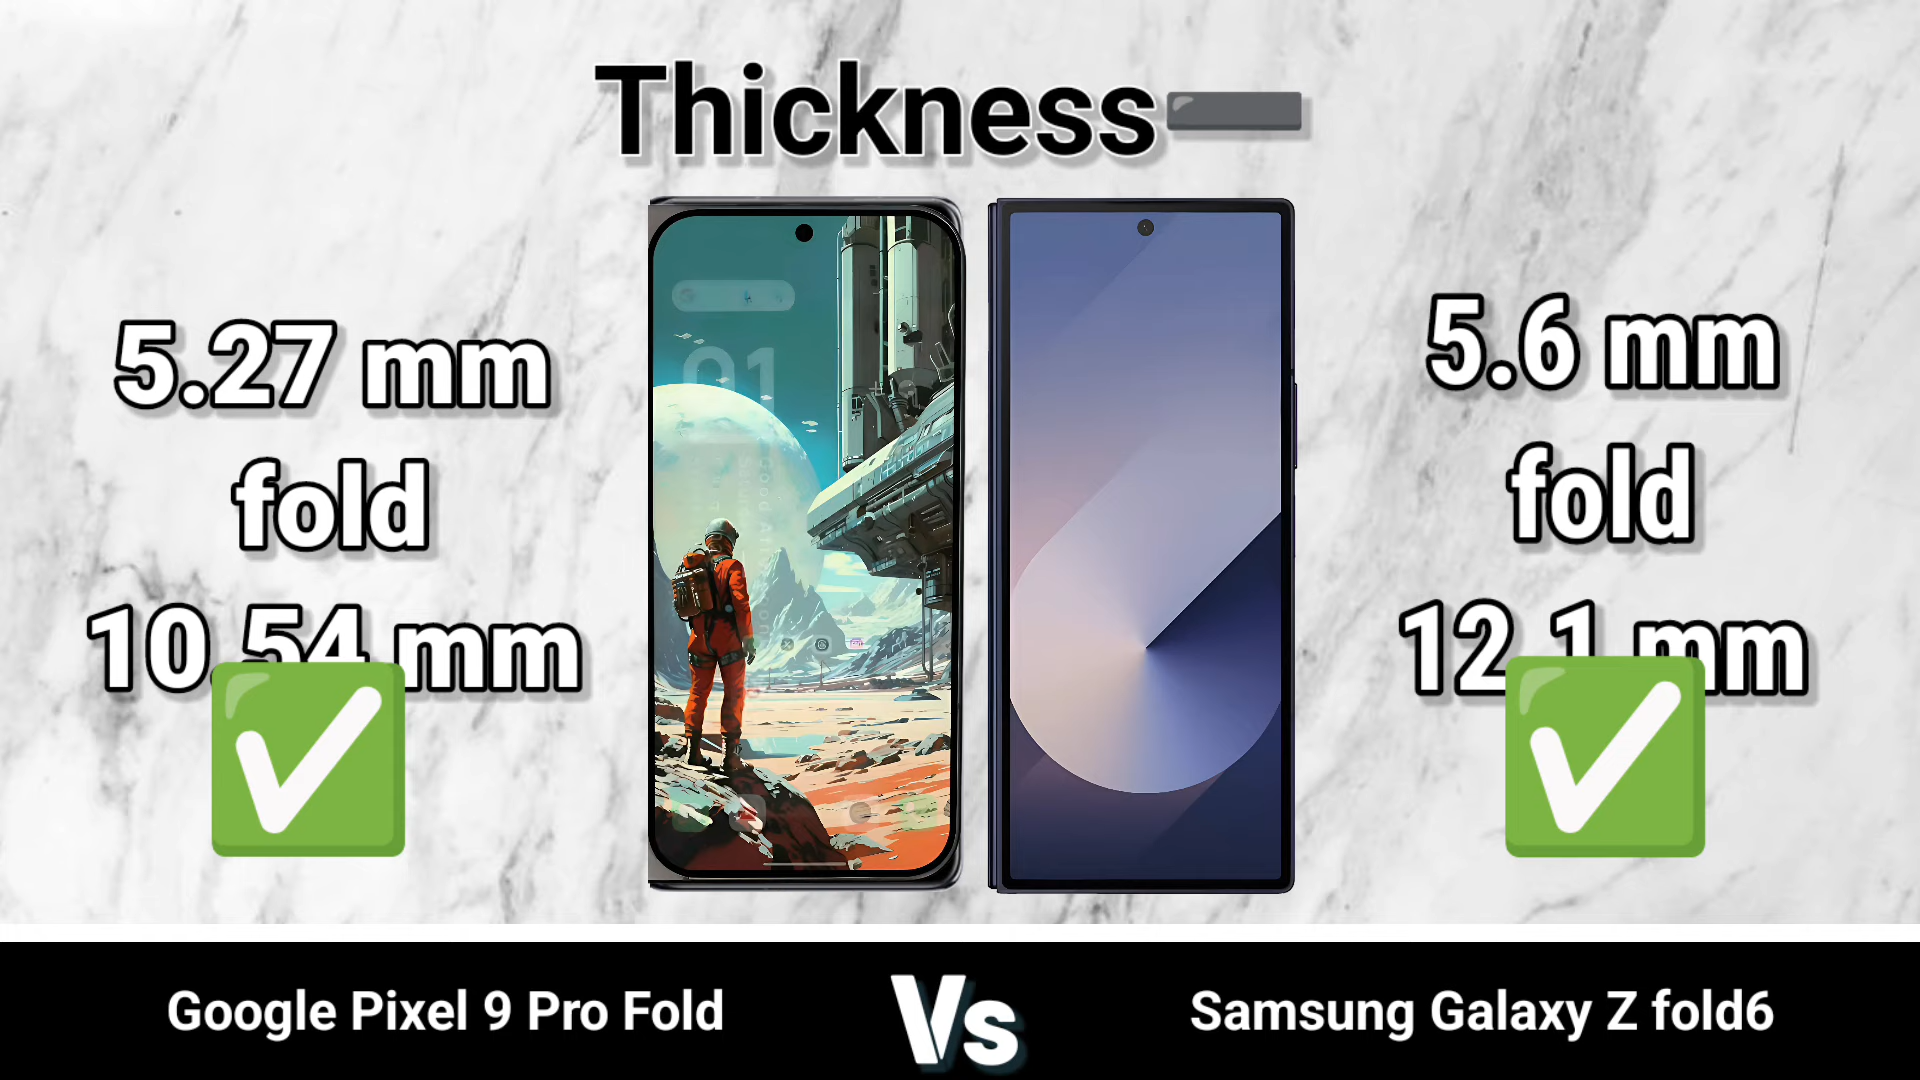 Thickness
5.27 mm
fold
10.54 mm
5.6 mm
fold
12.1 mm
01
Google Pixel 9 Pro Fold
Vs
Samsung Galaxy Z fold6